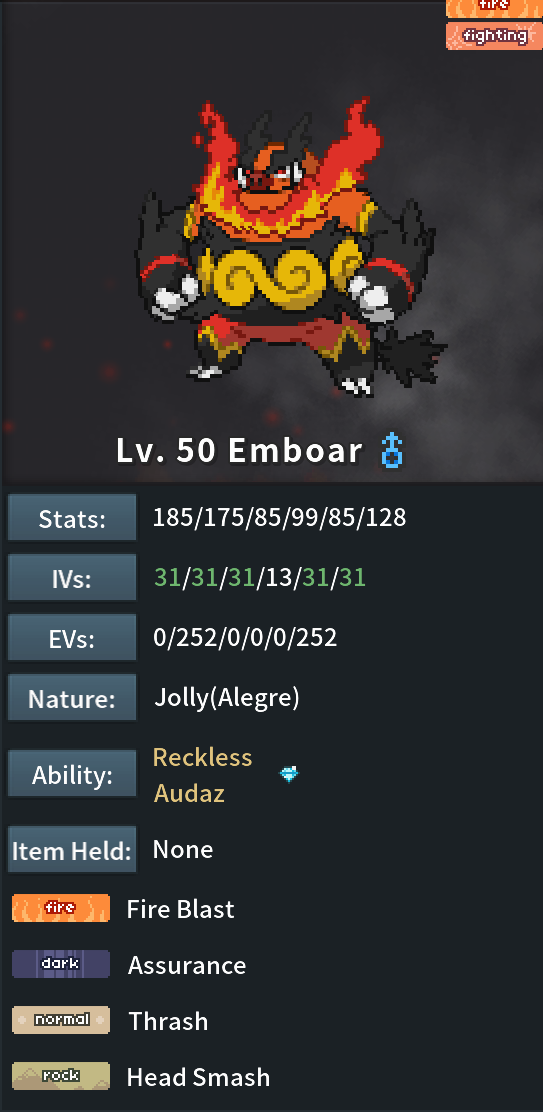 fire
fighting
Lv. 50 Emboar
Stats: 185/175/85/99/85/128
IVs: 31/31/31/13/31/31
EVs: 0/252/0/0/0/252
Nature: Jolly(Alegre)
Ability: Reckless
Audaz
Item Held: None
fire Fire Blast
dark Assurance
normal Thrash
rock Head Smash